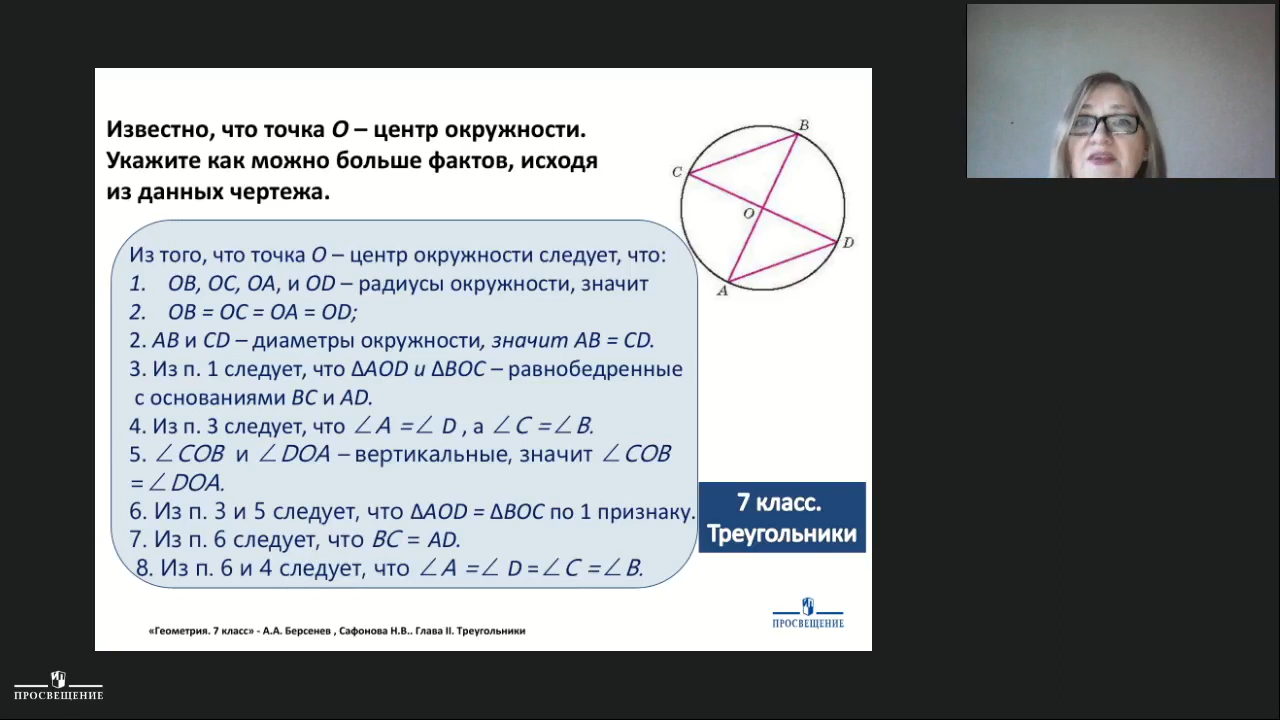 Известно, что точка О – центр окружности.
Укажите как можно больше фактов, исходя
из данных чертежа.
B
C
O
D
A
Из того, что точка О – центр окружности следует, что:
1. OB, OC, OA, и OD – радиусы окружности, значит
2. OB = OC = OA = OD;
2. AB и CD – диаметры окружности, значит AB = CD.
3. Из п. 1 следует, что ∆AOD и ∆BOC – равнобедренные
с основаниями BC и AD.
4. Из п. 3 следует, что ∠A =∠ D , а ∠C =∠B.
5. ∠COB и ∠DOA – вертикальные, значит ∠COB
= ∠DOA.
6. Из п. 3 и 5 следует, что ∆AOD = ∆BOC по 1 признаку.
7. Из п. 6 следует, что BC = AD.
8. Из п. 6 и 4 следует, что ∠A =∠ D =∠C =∠B.
7 класс.
Треугольники
ПРОСВЕЩЕНИЕ
«Геометрия. 7 класс» - А.А. Берсенев , Сафонова Н.В.. Глава II. Треугольники
ПРОСВЕЩЕНИЕ